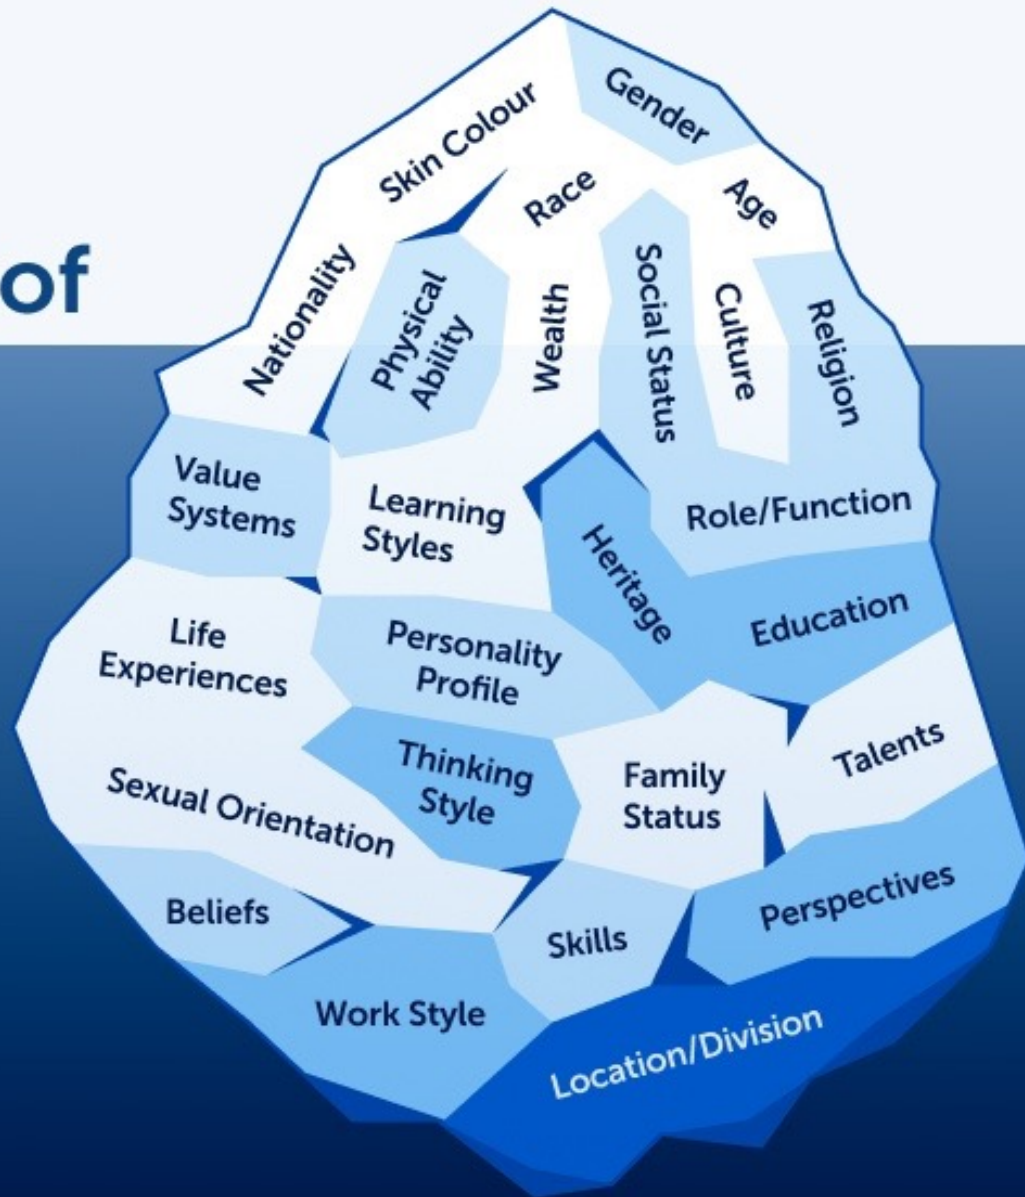 of
Gender
Skin Colour
Race
Age
Nationality
Physical
Ability
Wealth
Social Status
Culture
Religion
Value
Systems
Learning
Styles
Role/Function
Heritage
Education
Life
Experiences
Personality
Profile
Thinking
Style
Family
Status
Talents
Sexual Orientation
Beliefs
Skills
Perspectives
Work Style
Location/Division